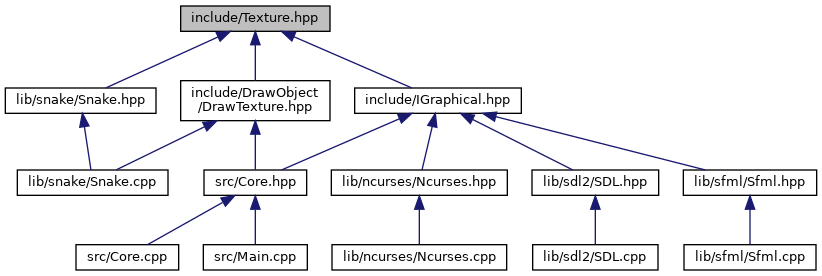 include/Texture.hpp
lib/snake/Snake.hpp
include/DrawObject
/DrawTexture.hpp
include/IGraphical.hpp
lib/snake/Snake.cpp
src/Core.hpp
lib/ncurses/Ncurses.hpp
lib/sdl2/SDL.hpp
lib/sfml/Sfml.hpp
src/Core.cpp
src/Main.cpp
lib/ncurses/Ncurses.cpp
lib/sdl2/SDL.cpp
lib/sfml/Sfml.cpp